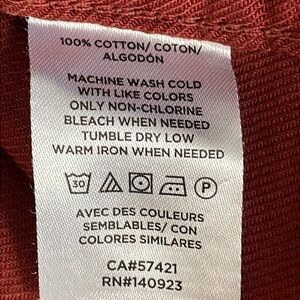 100% COTTON/ COTON/
ALGODÓN
MACHINE WASH COLD
WITH LIKE COLORS
ONLY NON-CHLORINE
BLEACH WHEN NEEDED
TUMBLE DRY LOW
WARM IRON WHEN NEEDED
30 P
AVEC DES COULEURS
SEMBLABLES/ CON
COLORES SIMILARES
CA#57421
RN#140923